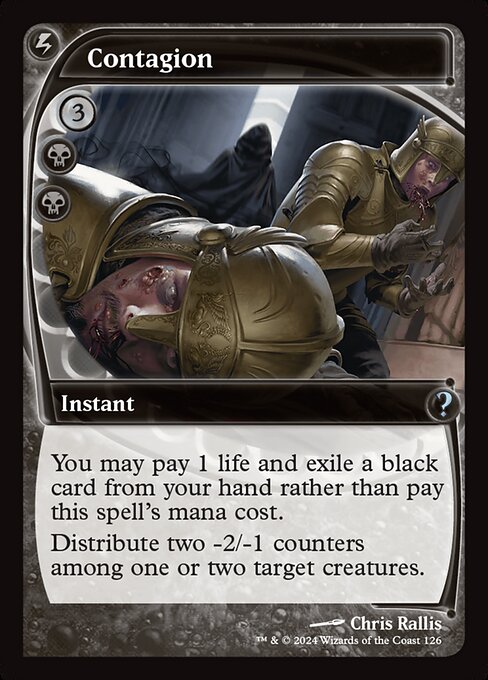 Contagion
3
Instant
?
You may pay 1 life and exile a black
card from your hand rather than pay
this spell's mana cost.
Distribute two -2/-1 counters
among one or two target creatures.
Chris Rallis
™ & © 2024 Wizards of the Coast 126